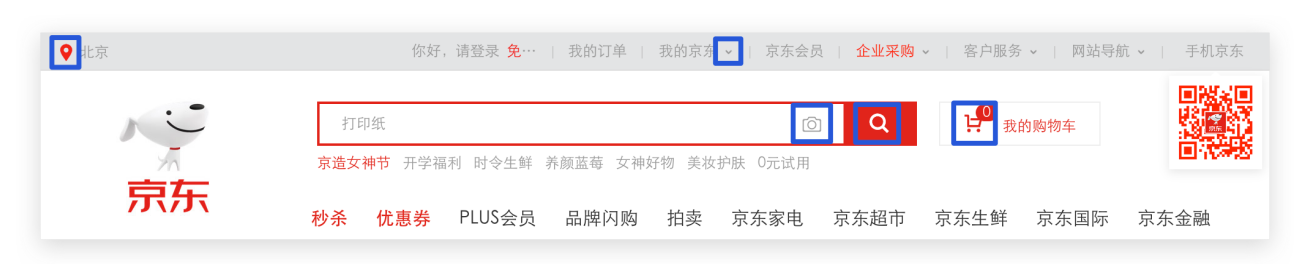 北京 你好，请登录 免… 我的订单 我的京东 京东会员 企业采购 客户服务 网站导航 手机京东
打印纸 0 我的购物车
京东
京造女神节 开学福利 时令生鲜 养颜蓝莓 女神好物 美妆护肤 0元试用
京东
秒杀 优惠券 PLUS会员 品牌闪购 拍卖 京东家电 京东超市 京东生鲜 京东国际 京东金融